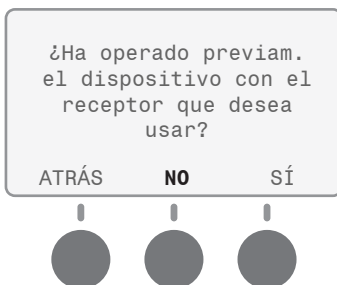 ¿Ha operado previam.
el dispositivo con el
receptor que desea
usar?
ATRÁS NO SÍ